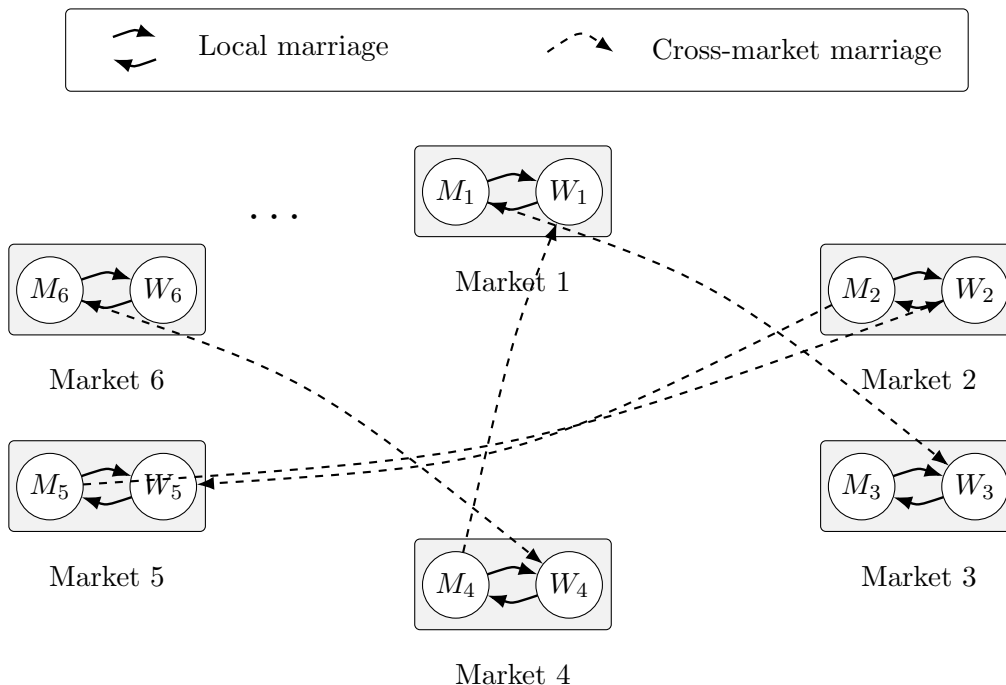 Local marriage
Cross-market marriage
. . .
M₁ W₁
Market 1
M₆ W₆
Market 6
M₂ W₂
Market 2
M₅ W₅
Market 5
M₃ W₃
Market 3
M₄ W₄
Market 4